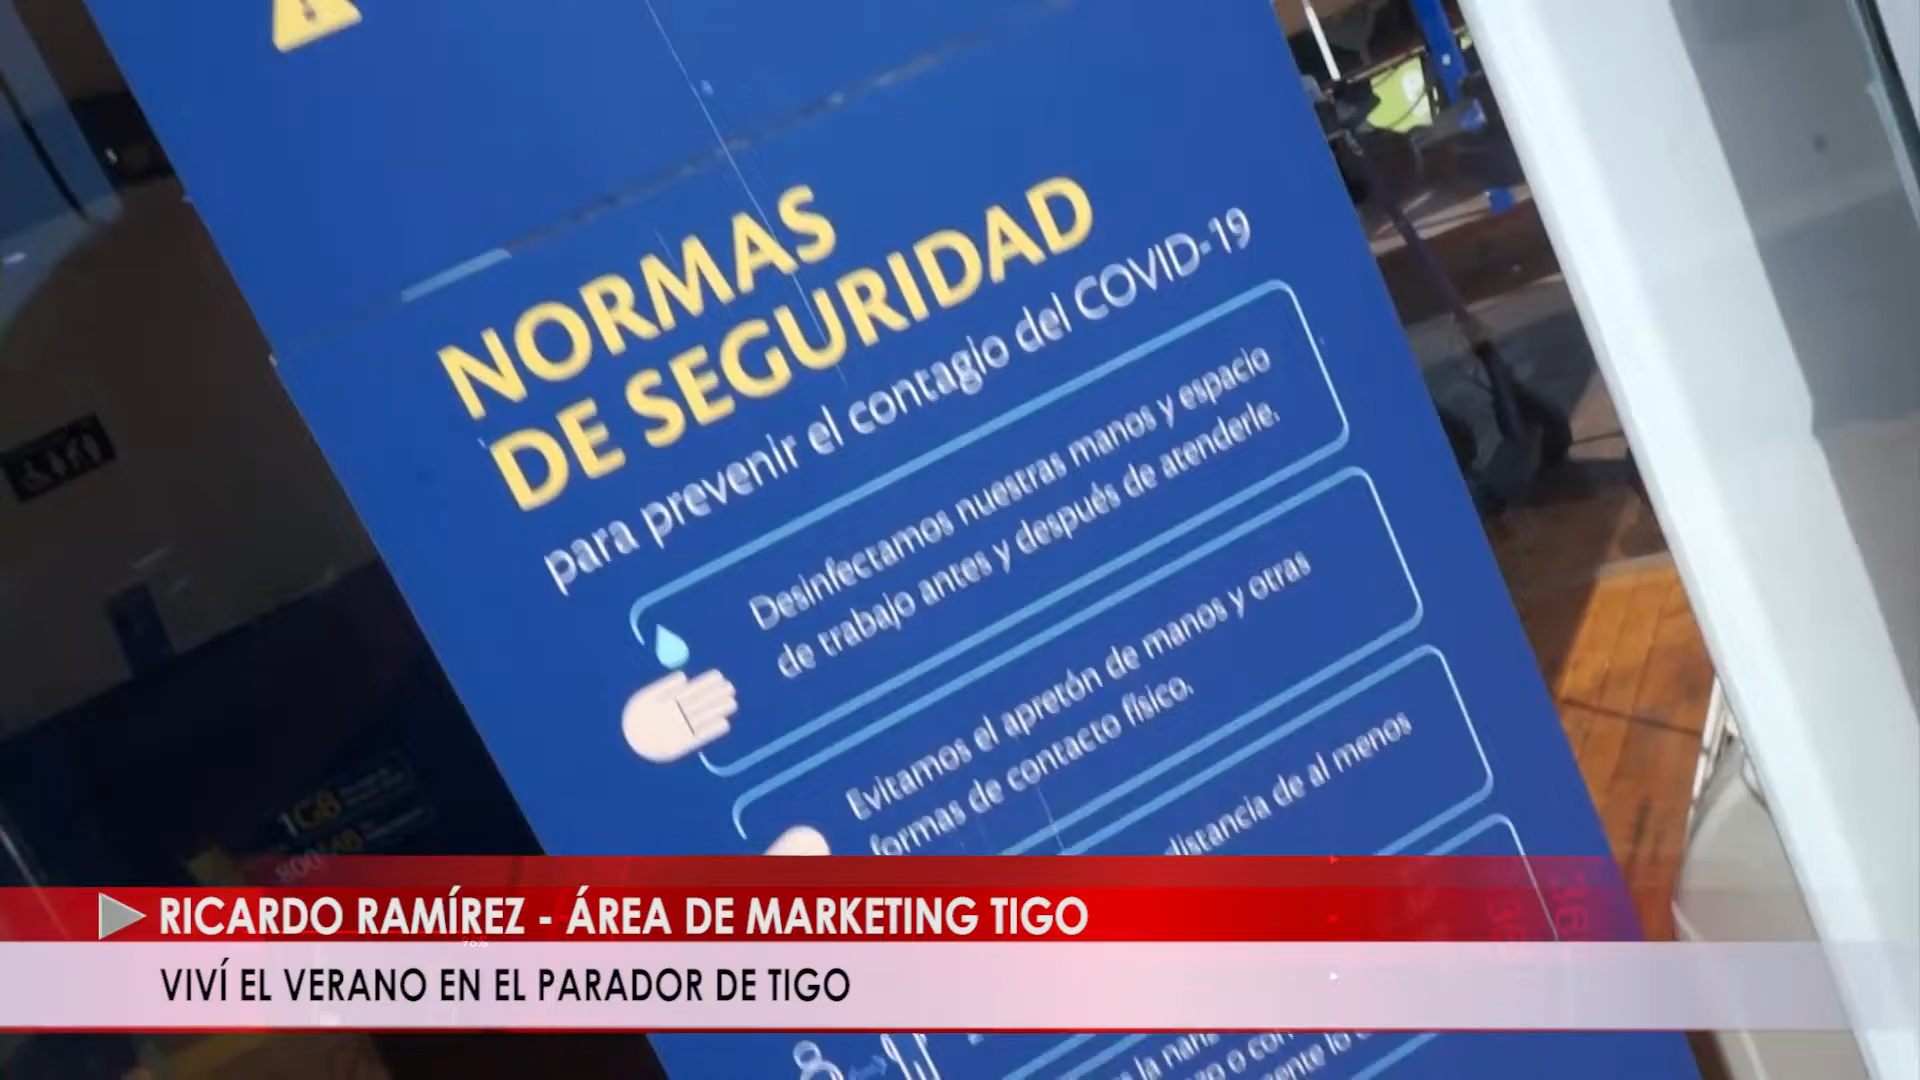 NORMAS
DE SEGURIDAD
para prevenir el contagio del COVID-19
Desinfectamos nuestras manos y espacio
de trabajo antes y después de atenderle.
Evitamos el apretón de manos y otras
formas de contacto físico.
distancia de al menos
1GB
RICARDO RAMÍREZ - ÁREA DE MARKETING TIGO
VIVÍ EL VERANO EN EL PARADOR DE TIGO